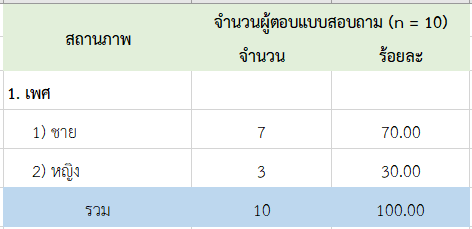 สถานภาพ จำนวนผู้ตอบแบบสอบถาม (n = 10)
จำนวน ร้อยละ
1. เพศ
1) ชาย 7 70.00
2) หญิง 3 30.00
รวม 10 100.00